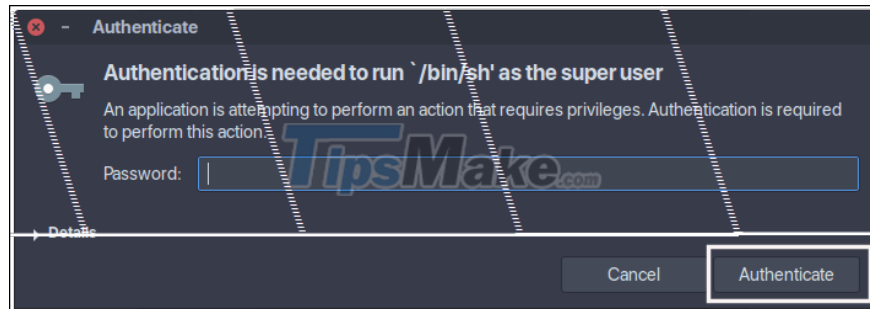 Authenticate
Authentication is needed to run `/bin/sh' as the super user
An application is attempting to perform an action that requires privileges. Authentication is required
to perform this action.
Password:
TipsMake.com
Details
Cancel
Authenticate